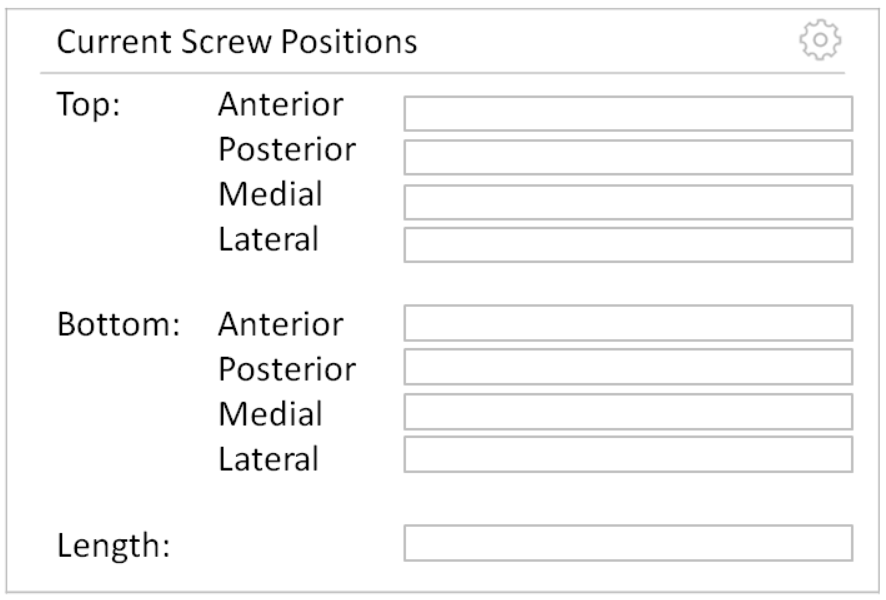 Current Screw Positions
Top: Anterior
Posterior
Medial
Lateral
Bottom: Anterior
Posterior
Medial
Lateral
Length: